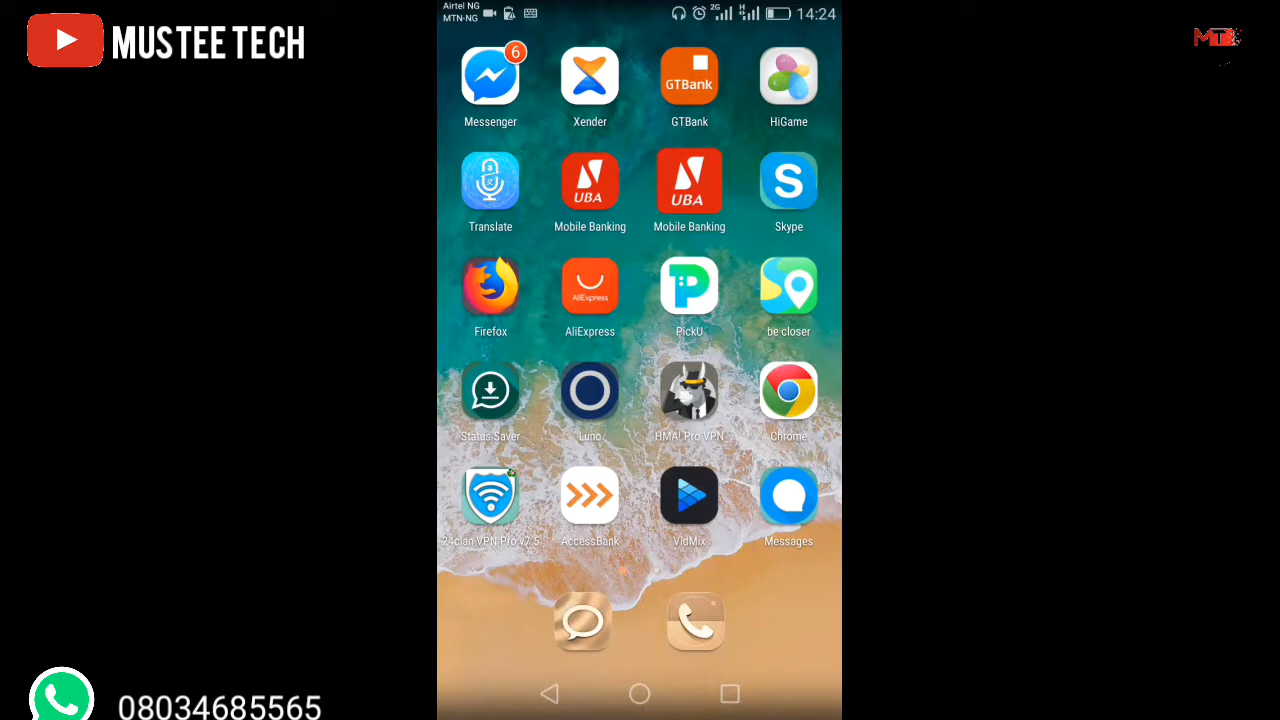 MUSTEE TECH
Airtel NG
MTN-NG
2G
14:24
6
Messenger
Xender
GTBank
GTBank
HiGame
Translate
UBA
Mobile Banking
UBA
Mobile Banking
Skype
Firefox
AliExpress
AliExpress
PickU
be closer
Status Saver
Luno
HMA! Pro VPN
Chrome
24clan VPN Pro v7.5
AccessBank
VidMix
Messages
08034685565